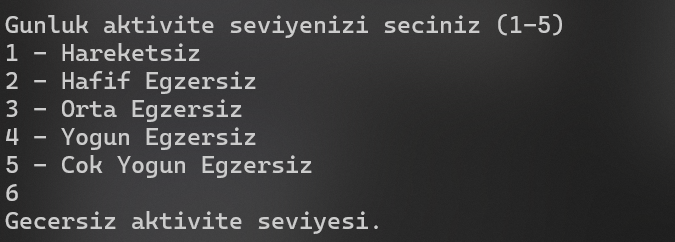 Gunluk aktivite seviyenizi seciniz (1-5)
1 - Hareketsiz
2 - Hafif Egzersiz
3 - Orta Egzersiz
4 - Yogun Egzersiz
5 - Cok Yogun Egzersiz
6
Gecersiz aktivite seviyesi.